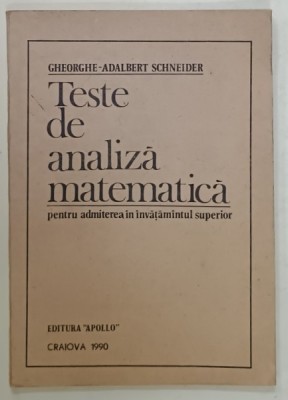 GHEORGHE-ADALBERT SCHNEIDER
Teste
de
analiză
matematică
pentru admiterea în învățămîntul superior
EDITURA "APOLLO"
CRAIOVA 1990